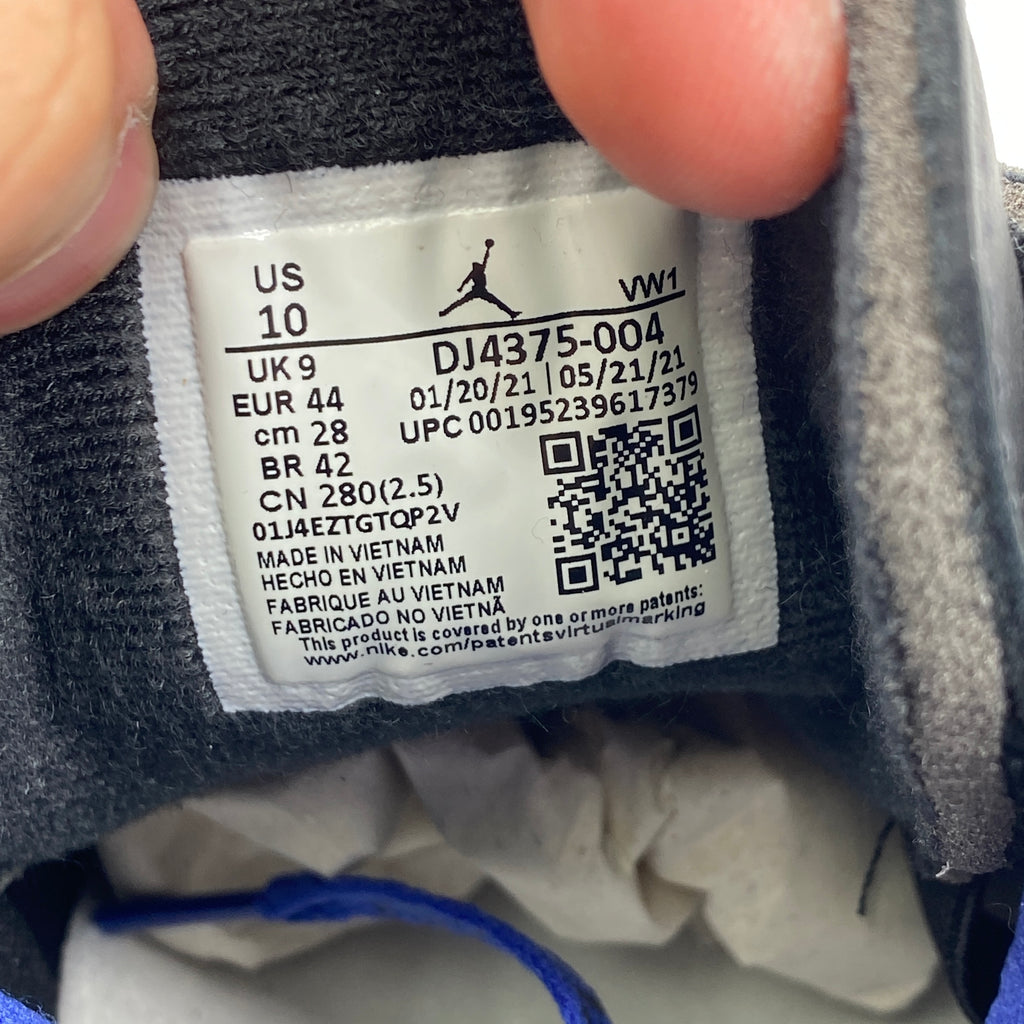 US
10
VW1
UK 9
EUR 44
cm 28
BR 42
CN 280(2.5)
01J4EZTGTQP2V
DJ4375-004
01/20/21 | 05/21/21
UPC 00195239617379
MADE IN VIETNAM
HECHO EN VIETNAM
FABRIQUE AU VIETNAM
FABRICADO NO VIETNÃ
This product is covered by one or more patents:
www.nike.com/patentsvirtualmarking